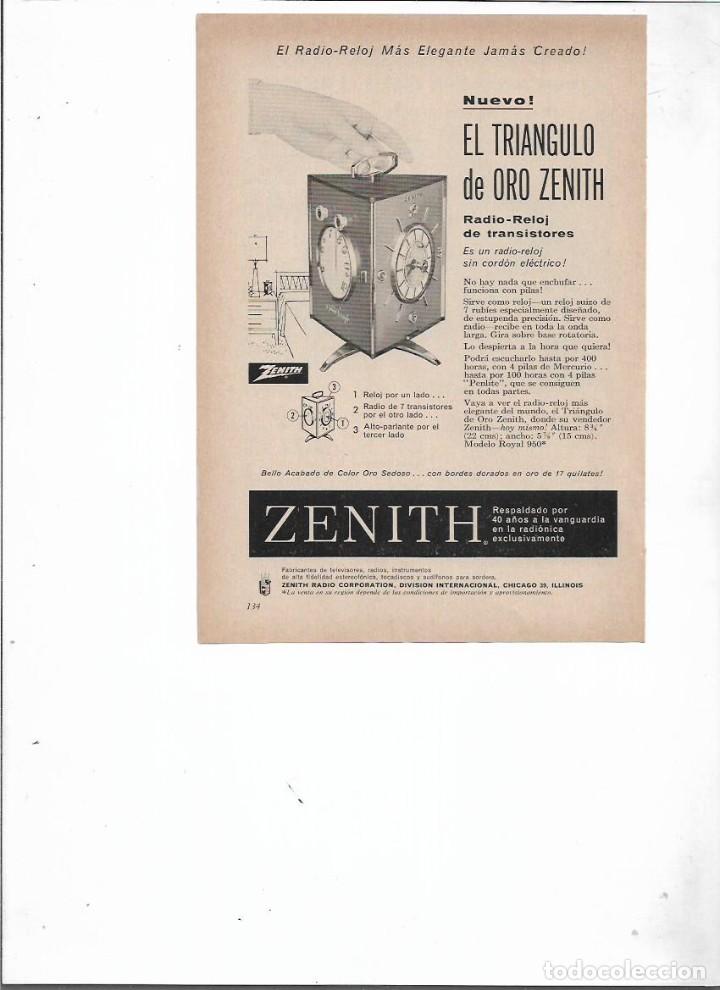 El Radio-Reloj Más Elegante Jamás Creado!
Nuevo!
EL TRIANGULO
de ORO ZENITH
Radio-Reloj
de transistores
Es un radio-reloj
sin cordón eléctrico!
No hay nada que enchufar...
funciona con pilas!
Sirve como reloj—un reloj suizo de
7 rubíes especialmente diseñado,
de estupenda precisión. Sirve como
radio—recibe en toda la onda
larga. Gira sobre base rotatoria.
Lo despierta a la hora que quiera!
Podrá escucharlo hasta por 400
horas, con 4 pilas de Mercurio...
hasta por 100 horas con 4 pilas
"Penlite", que se consiguen
en todas partes.
Vaya a ver el radio-reloj más
elegante del mundo, el Triángulo
de Oro Zenith, donde su vendedor
Zenith—hoy mismo! Altura: 8¾"
(22 cms); ancho: 5⅞" (15 cms).
Modelo Royal 950*
ZENITH
ZENITH
1 Reloj por un lado...
2 Radio de 7 transistores
por el otro lado...
3 Alto-parlante por el
tercer lado
3
2
1
Bello Acabado de Color Oro Sedoso...con bordes dorados en oro de 17 quilates!
ZENITH®
Respaldado por
40 años a la vanguardia
en la radiónica
exclusivamente
Fabricantes de televisores, radios, instrumentos
de alta fidelidad estereofónica, tocadiscos y audífonos para sordera.
ZENITH RADIO CORPORATION, DIVISION INTERNACIONAL, CHICAGO 39, ILLINOIS
*La venta en su región depende de las condiciones de importación y aprovisionamiento.
134
todocoleccion